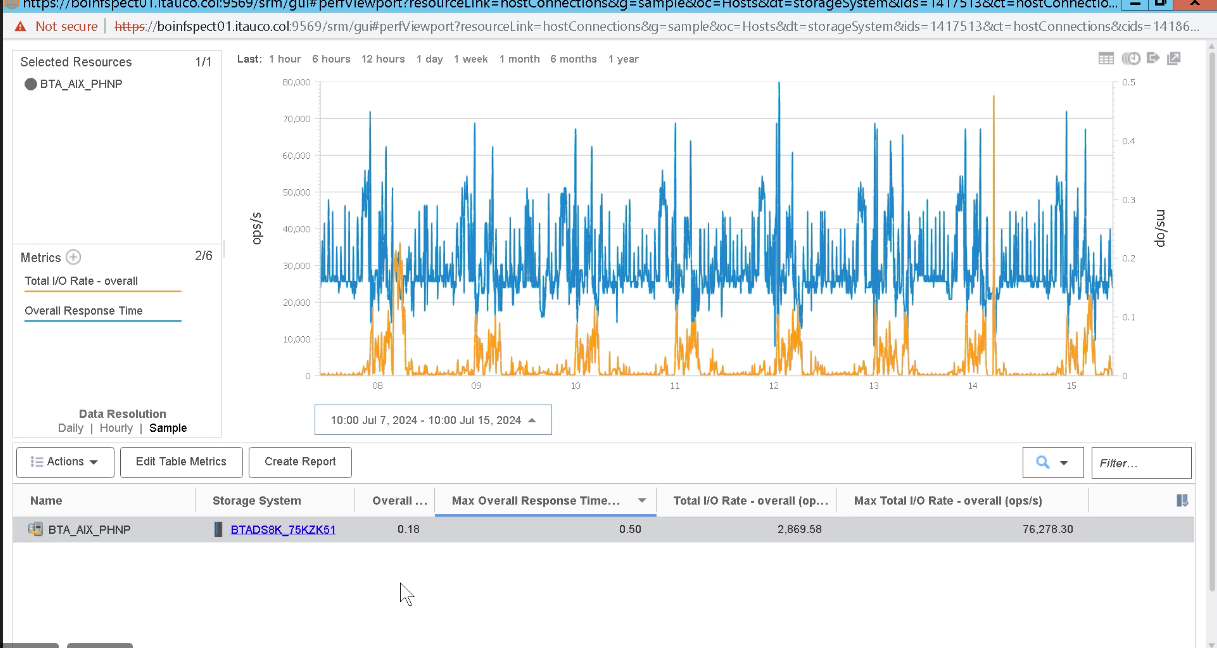 https://boinfspect01.itauco.col:9569/srm/gui#perfViewport?resourceLink=hostConnections&g=sample&oc=Hosts&dt=storageSystem&ids=1417513&ct=hostConnectio...
Not secure | https://boinfspect01.itauco.col:9569/srm/gui#perfViewport?resourceLink=hostConnections&g=sample&oc=Hosts&dt=storageSystem&ids=1417513&ct=hostConnections&cids=14186...
Selected Resources 1/1
BTA_AIX_PHNP
Metrics 2/6
Total I/O Rate - overall
Overall Response Time
Data Resolution
Daily | Hourly | Sample
Last: 1 hour 6 hours 12 hours 1 day 1 week 1 month 6 months 1 year
ops/s
80,000
70,000
60,000
50,000
40,000
30,000
20,000
10,000
0
0.5
0.4
0.3
0.2
0.1
0
ms/op
08 09 10 11 12 13 14 15
10:00 Jul 7, 2024 - 10:00 Jul 15, 2024
Actions Edit Table Metrics Create Report Filter...
Name Storage System Overall ... Max Overall Response Time... Total I/O Rate - overall (op... Max Total I/O Rate - overall (ops/s)
BTA_AIX_PHNP BTADS8K_75KZK51 0.18 0.50 2,869.58 76,278.30